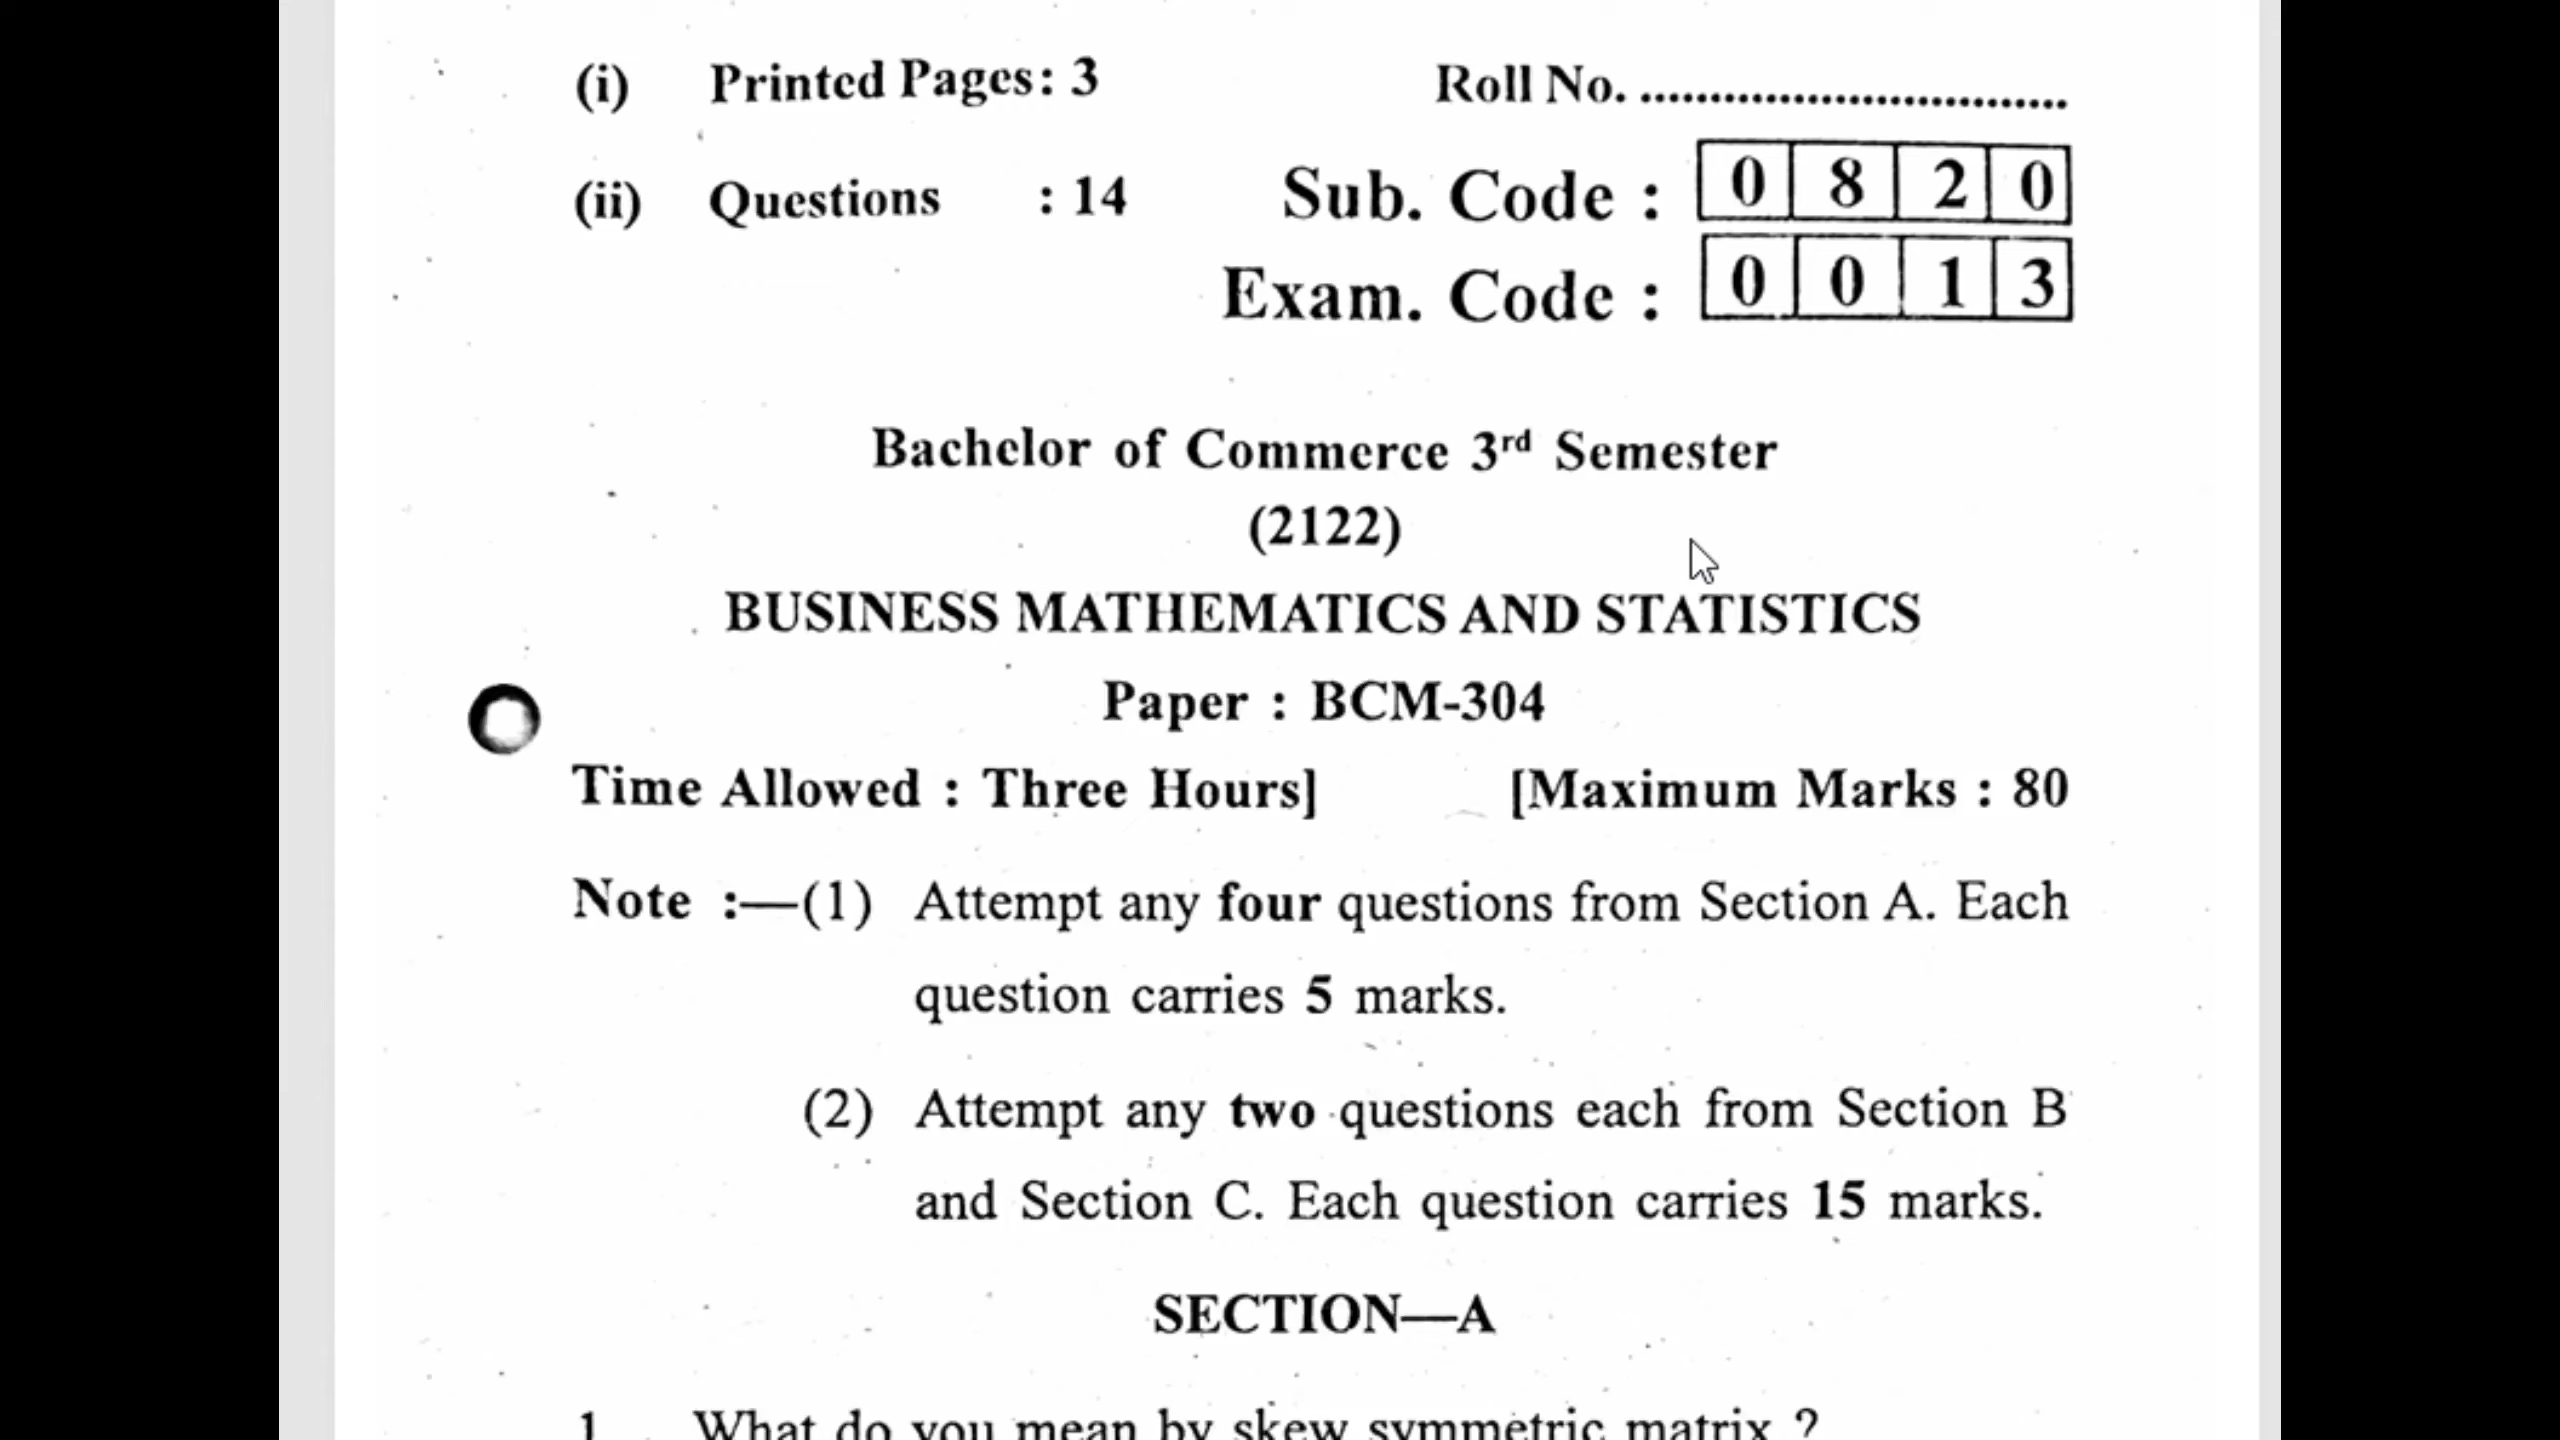 (i) Printed Pages: 3 Roll No. ................................
(ii) Questions : 14 Sub. Code : 0 8 2 0
Exam. Code : 0 0 1 3
Bachelor of Commerce 3rd Semester
(2122)
BUSINESS MATHEMATICS AND STATISTICS
Paper : BCM-304
Time Allowed : Three Hours] [Maximum Marks : 80
Note :—(1) Attempt any four questions from Section A. Each
question carries 5 marks.
(2) Attempt any two questions each from Section B
and Section C. Each question carries 15 marks.
SECTION—A
1 What do you mean by skew symmetric matrix ?